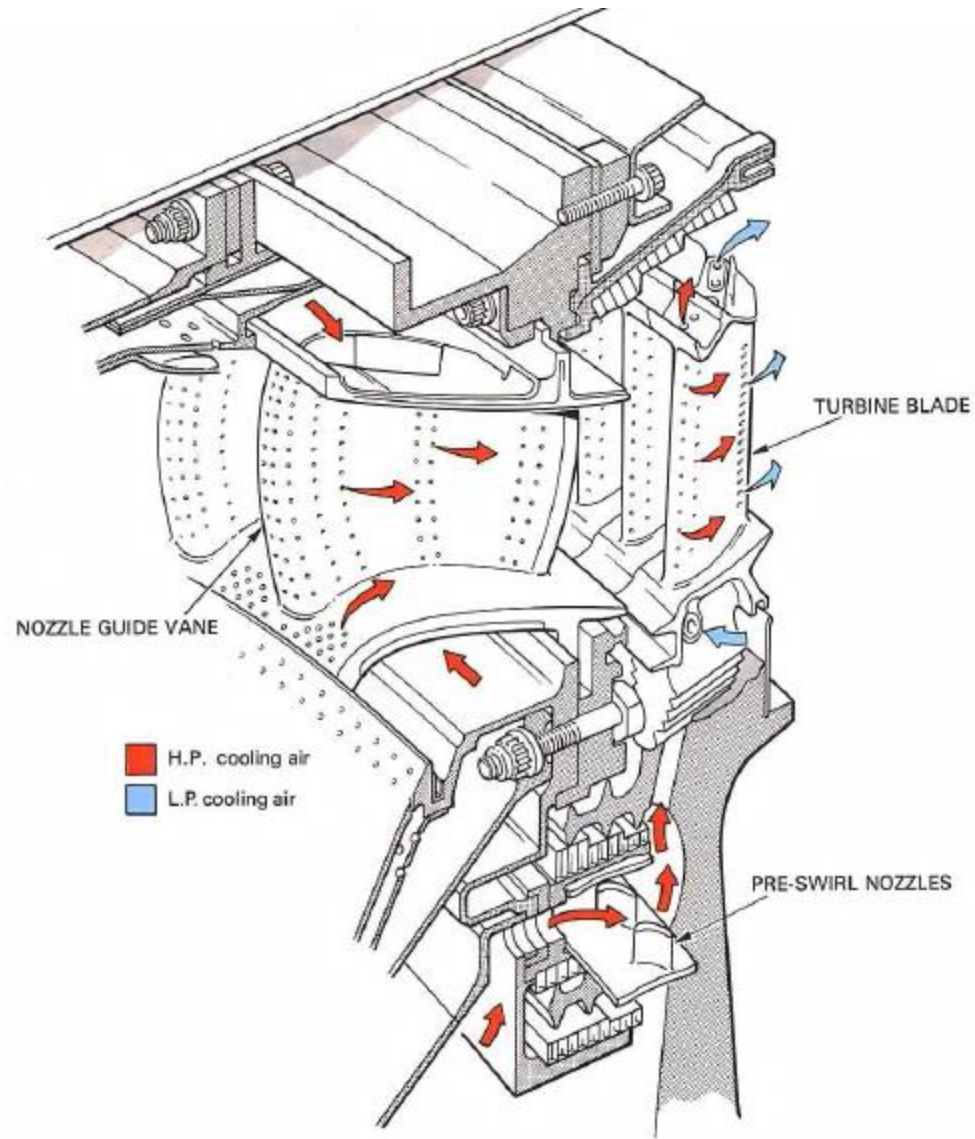 TURBINE BLADE
NOZZLE GUIDE VANE
H.P. cooling air
L.P. cooling air
PRE-SWIRL NOZZLES